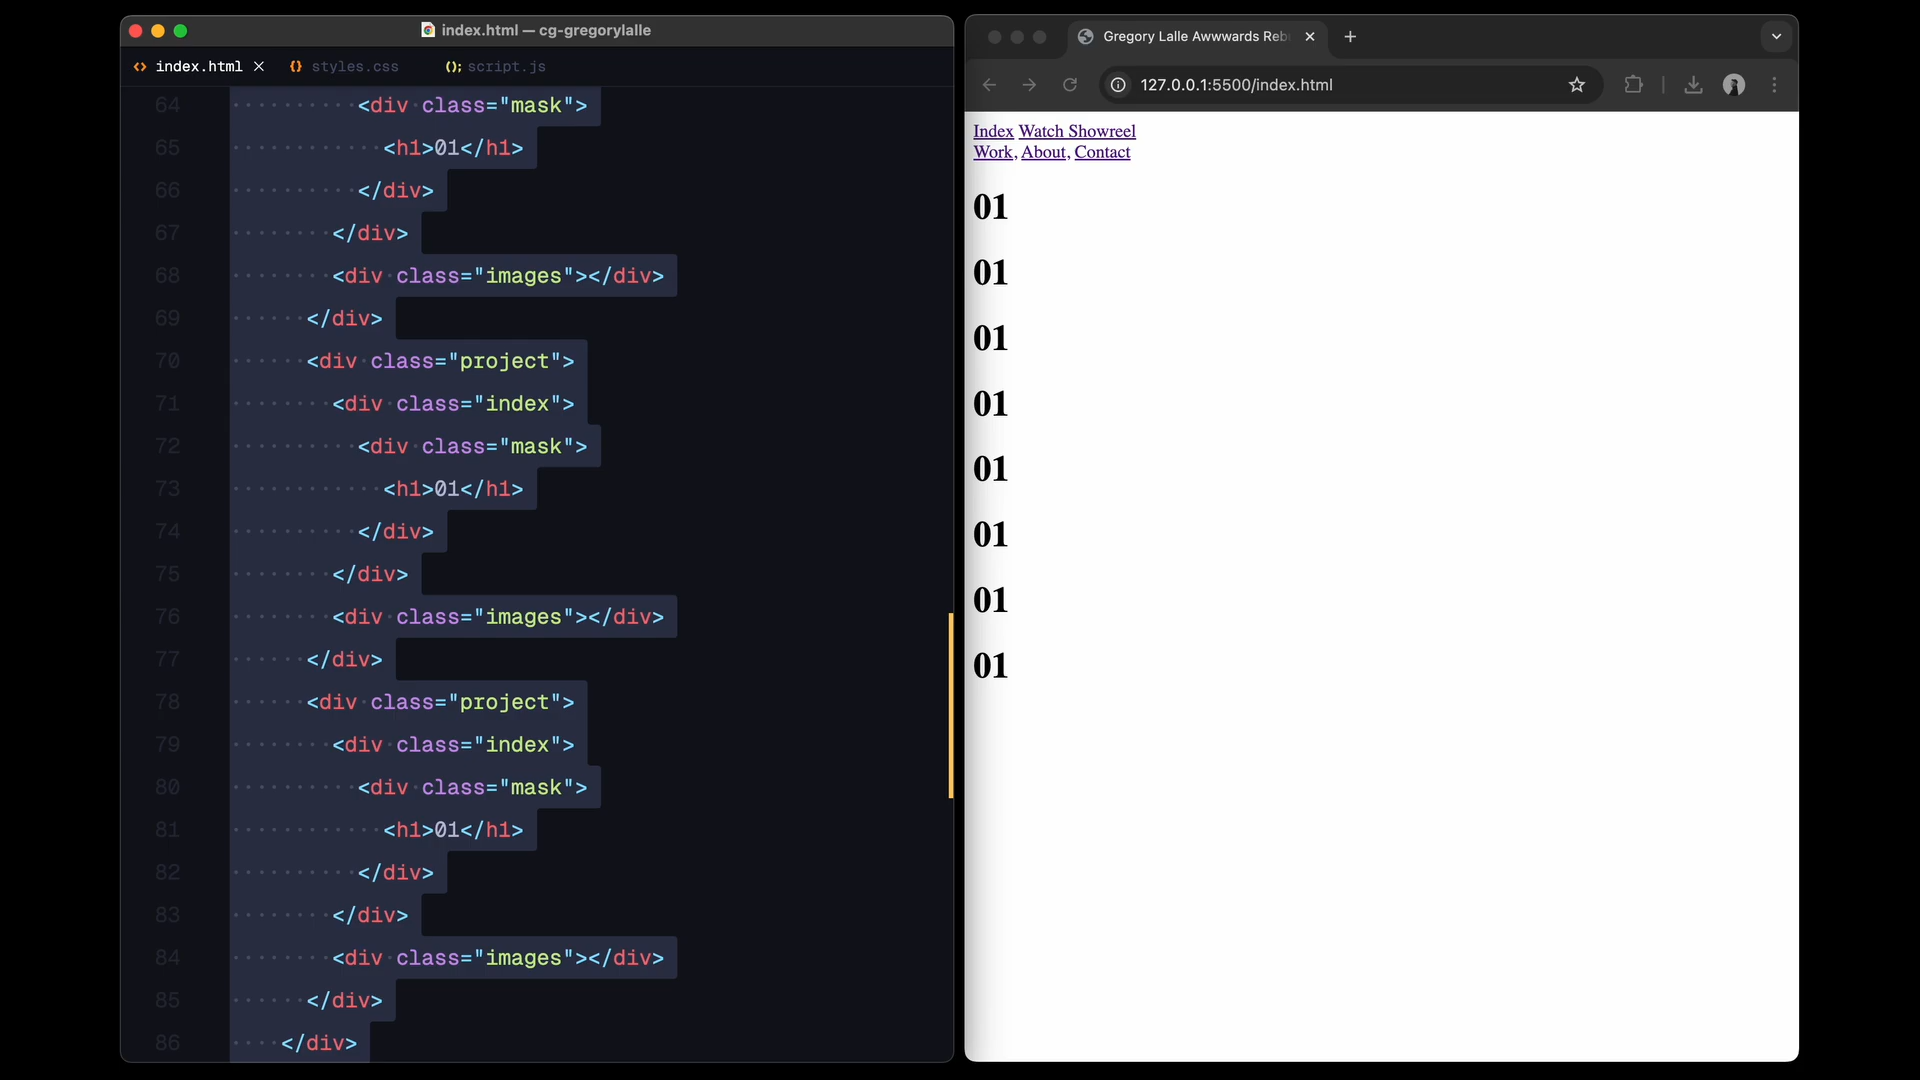 index.html — cg-gregorylalle
index.html
styles.css
script.js
64 <div class="mask">
65 <h1>01</h1>
66 </div>
67 </div>
68 <div class="images"></div>
69 </div>
70 <div class="project">
71 <div class="index">
72 <div class="mask">
73 <h1>01</h1>
74 </div>
75 </div>
76 <div class="images"></div>
77 </div>
78 <div class="project">
79 <div class="index">
80 <div class="mask">
81 <h1>01</h1>
82 </div>
83 </div>
84 <div class="images"></div>
85 </div>
86 </div>
Gregory Lalle Awwwards Reb
127.0.0.1:5500/index.html
Index Watch Showreel
Work, About, Contact
01
01
01
01
01
01
01
01